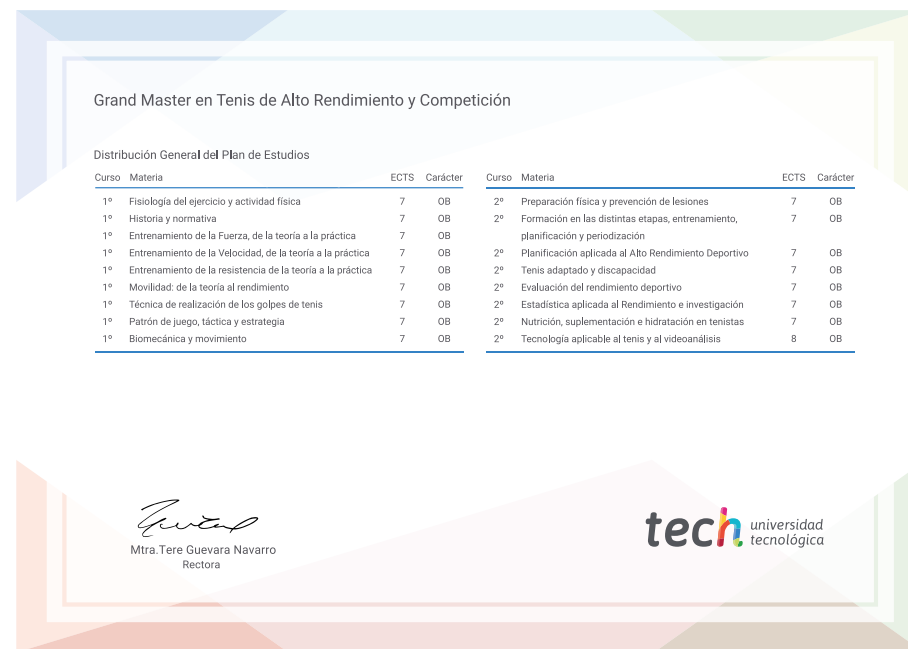 Grand Master en Tenis de Alto Rendimiento y Competición
Distribución General del Plan de Estudios
Curso Materia ECTS Carácter
1º Fisiología del ejercicio y actividad física 7 OB
1º Historia y normativa 7 OB
1º Entrenamiento de la Fuerza, de la teoría a la práctica 7 OB
1º Entrenamiento de la Velocidad, de la teoría a la práctica 7 OB
1º Entrenamiento de la resistencia de la teoría a la práctica 7 OB
1º Movilidad: de la teoría al rendimiento 7 OB
1º Técnica de realización de los golpes de tenis 7 OB
1º Patrón de juego, táctica y estrategia 7 OB
1º Biomecánica y movimiento 7 OB
Curso Materia ECTS Carácter
2º Preparación física y prevención de lesiones 7 OB
2º Formación en las distintas etapas, entrenamiento, 7 OB
planificación y periodización
2º Planificación aplicada al Alto Rendimiento Deportivo 7 OB
2º Tenis adaptado y discapacidad 7 OB
2º Evaluación del rendimiento deportivo 7 OB
2º Estadística aplicada al Rendimiento e investigación 7 OB
2º Nutrición, suplementación e hidratación en tenistas 7 OB
2º Tecnología aplicable al tenis y al videoanálisis 8 OB
Mtra.Tere Guevara Navarro
Rectora
tech universidad
tecnológica